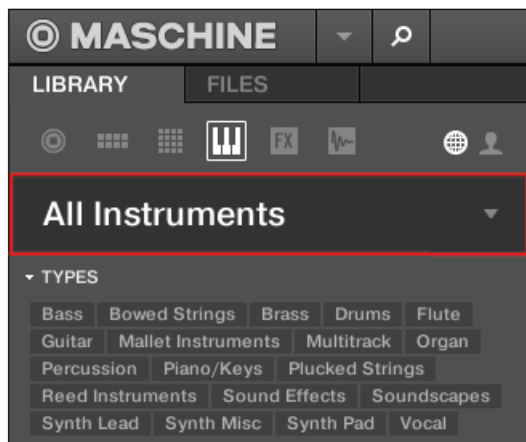 MASCHINE
LIBRARY FILES
FX
All Instruments
TYPES
Bass Bowed Strings Brass Drums Flute
Guitar Mallet Instruments Multitrack Organ
Percussion Piano/Keys Plucked Strings
Reed Instruments Sound Effects Soundscapes
Synth Lead Synth Misc Synth Pad Vocal